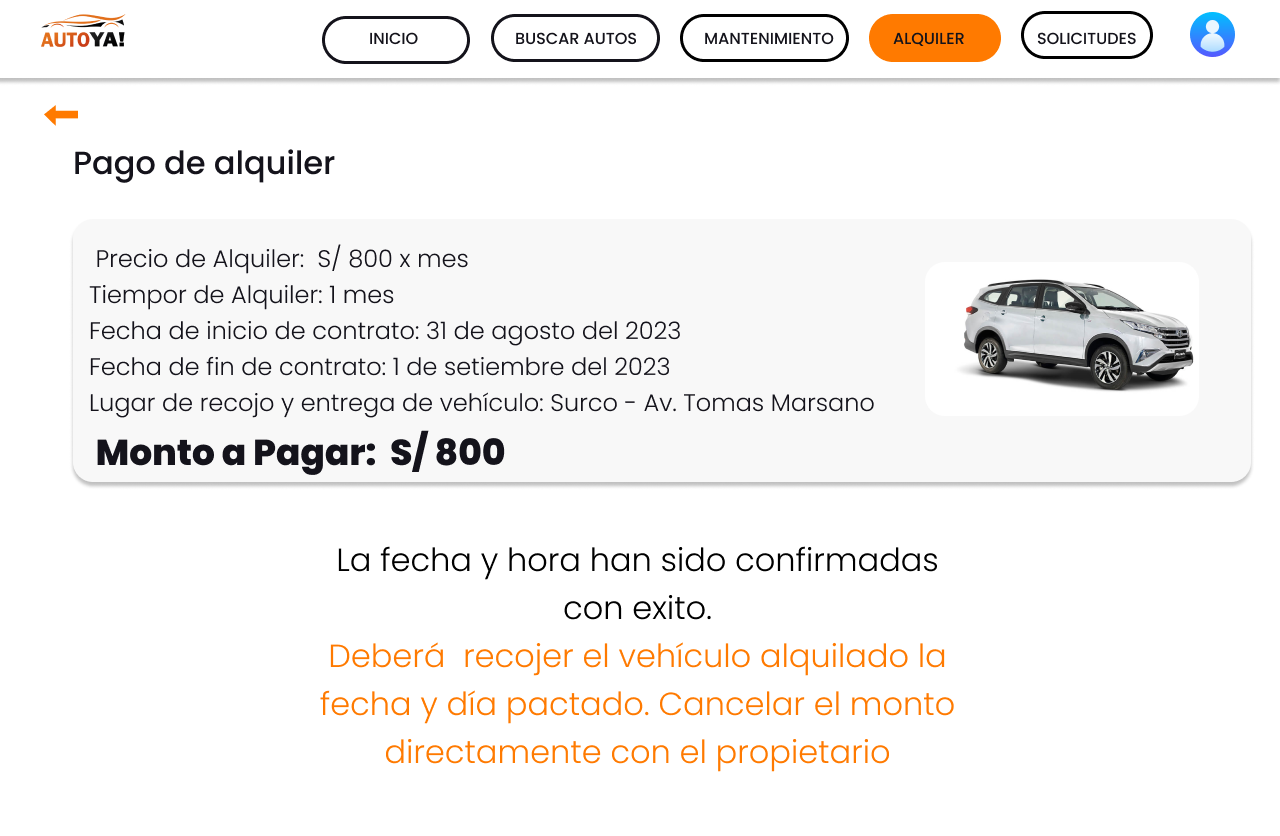 AUTOYA!
INICIO
BUSCAR AUTOS
MANTENIMIENTO
ALQUILER
SOLICITUDES
Pago de alquiler
Precio de Alquiler: S/ 800 x mes
Tiempor de Alquiler: 1 mes
Fecha de inicio de contrato: 31 de agosto del 2023
Fecha de fin de contrato: 1 de setiembre del 2023
Lugar de recojo y entrega de vehículo: Surco - Av. Tomas Marsano
Monto a Pagar: S/ 800
La fecha y hora han sido confirmadas
con exito.
Deberá recojer el vehículo alquilado la
fecha y día pactado. Cancelar el monto
directamente con el propietario